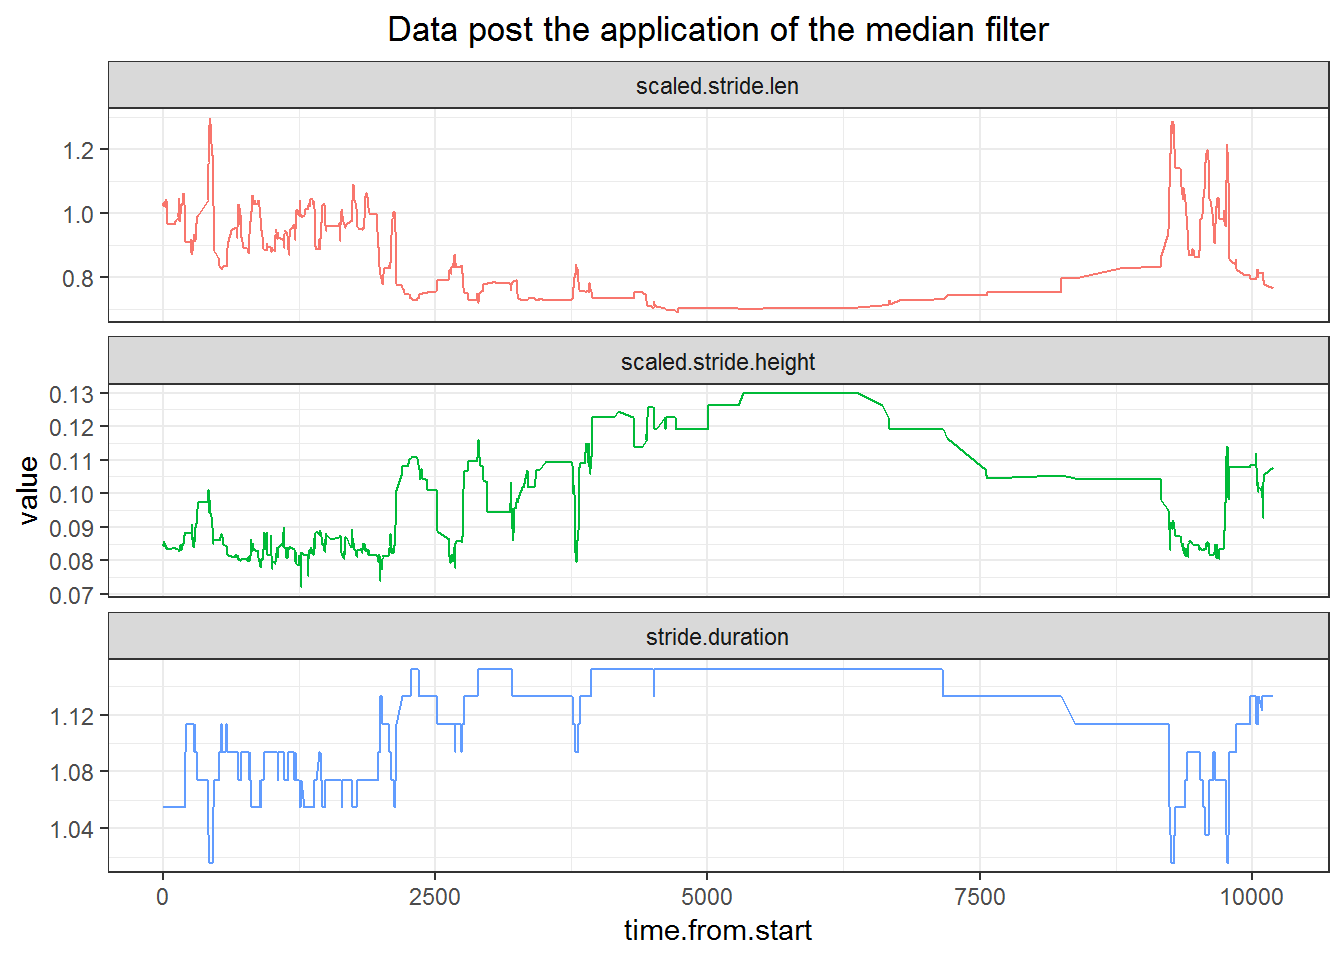 Data post the application of the median filter
scaled.stride.len
1.2
1.0
0.8
scaled.stride.height
0.13
0.12
0.11
0.10
0.09
0.08
0.07
value
stride.duration
1.12
1.08
1.04
0 2500 5000 7500 10000
time.from.start